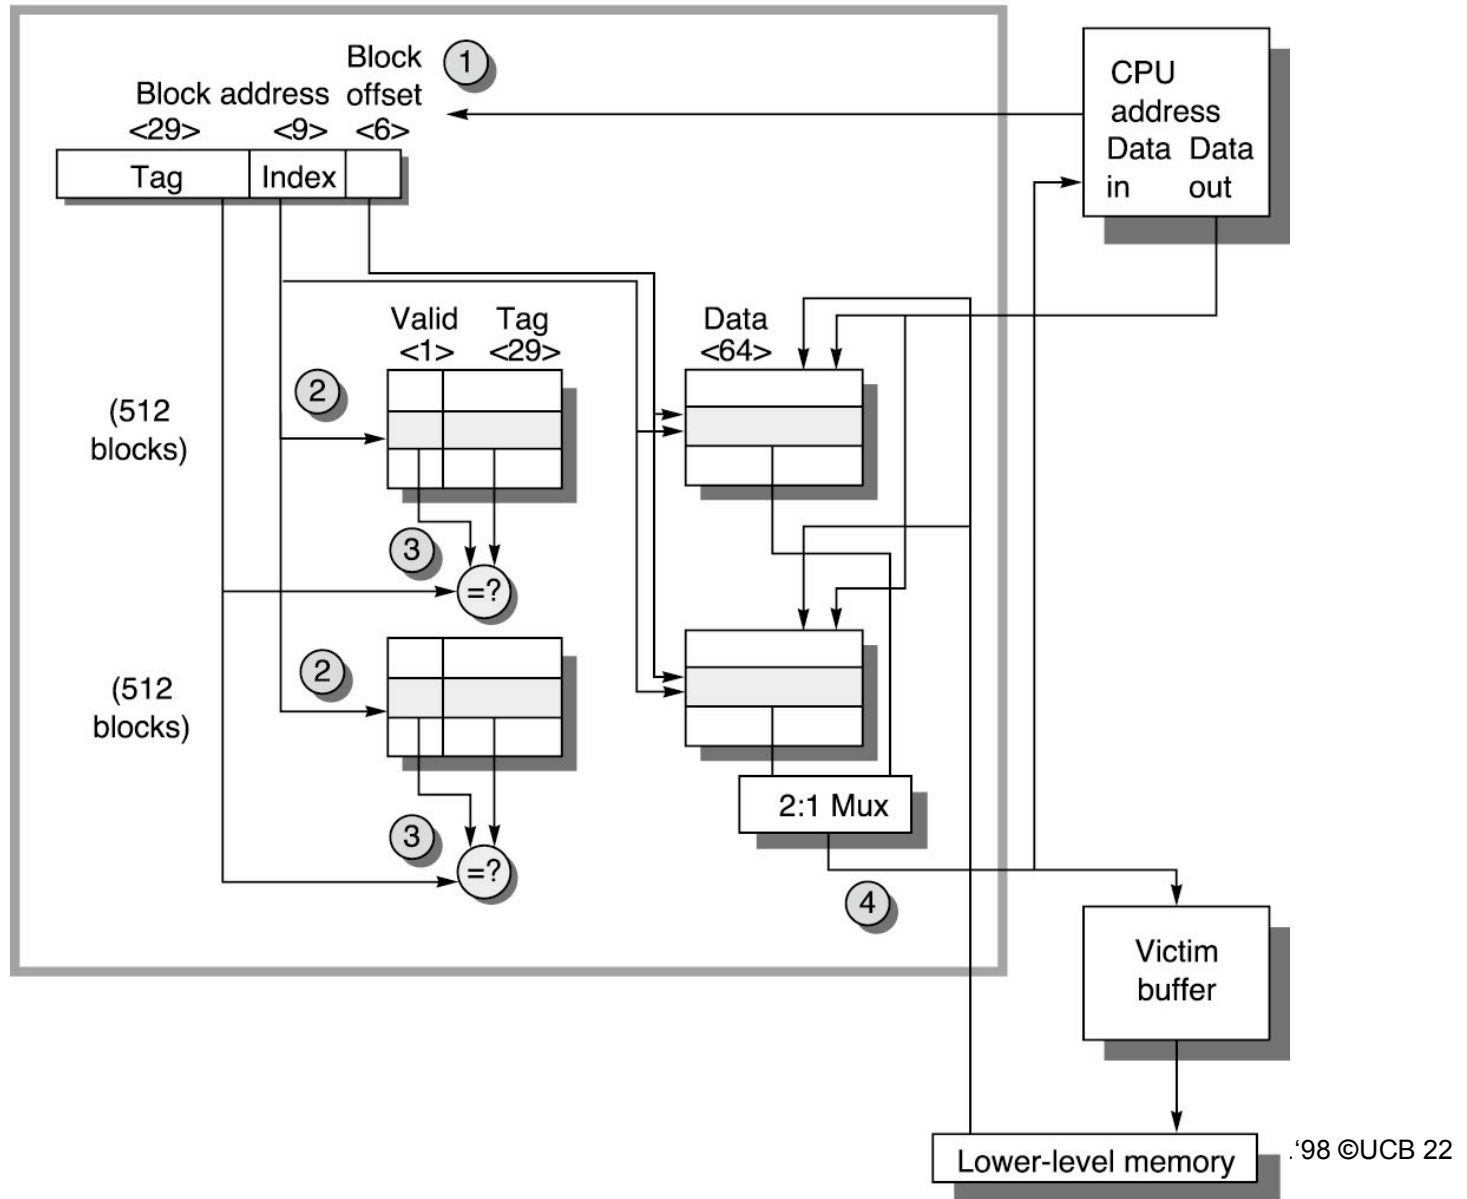 Block
Block address offset
<29> <9> <6>
Tag Index
1
CPU
address
Data Data
in out
Valid Tag
<1> <29>
Data
<64>
(512
blocks)
2
3
=?
(512
blocks)
2
3
=?
2:1 Mux
4
Victim
buffer
Lower-level memory
.‘98 ©UCB 22